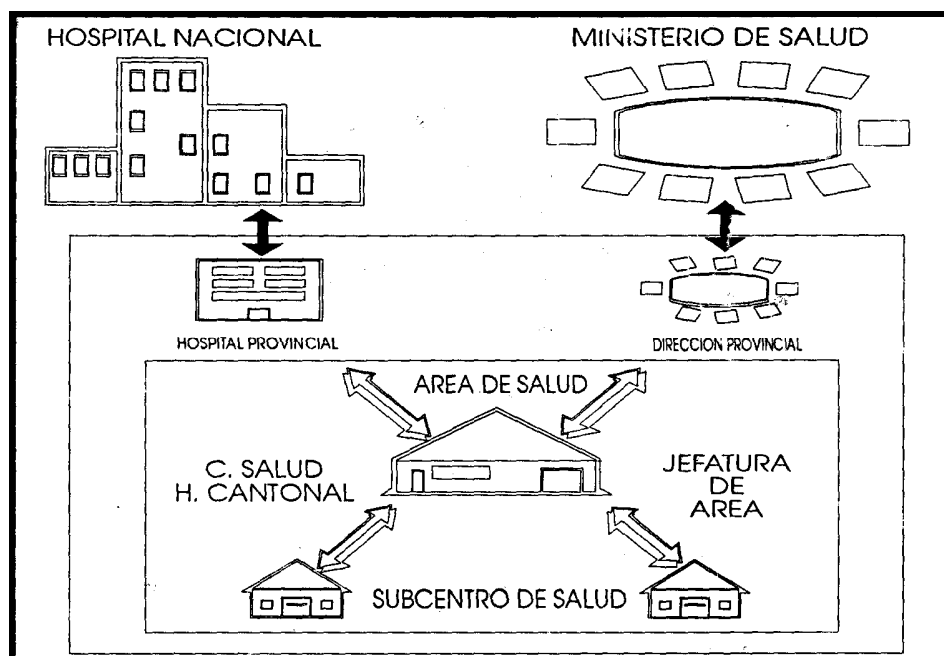 HOSPITAL NACIONAL
MINISTERIO DE SALUD
HOSPITAL PROVINCIAL
DIRECCION PROVINCIAL
AREA DE SALUD
C. SALUD
H. CANTONAL
JEFATURA
DE
AREA
SUBCENTRO DE SALUD